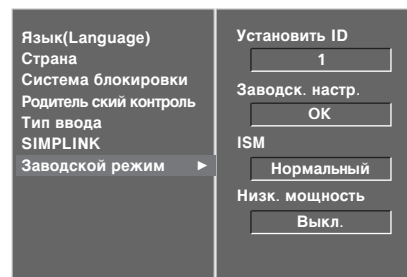 Язык(Language)
Страна
Система блокировки
Родитель ский контроль
Тип ввода
SIMPLINK
Заводской режим ►
Установить ID
1
Заводск. настр.
OK
ISM
Нормальный
Низк. мощность
Выкл.